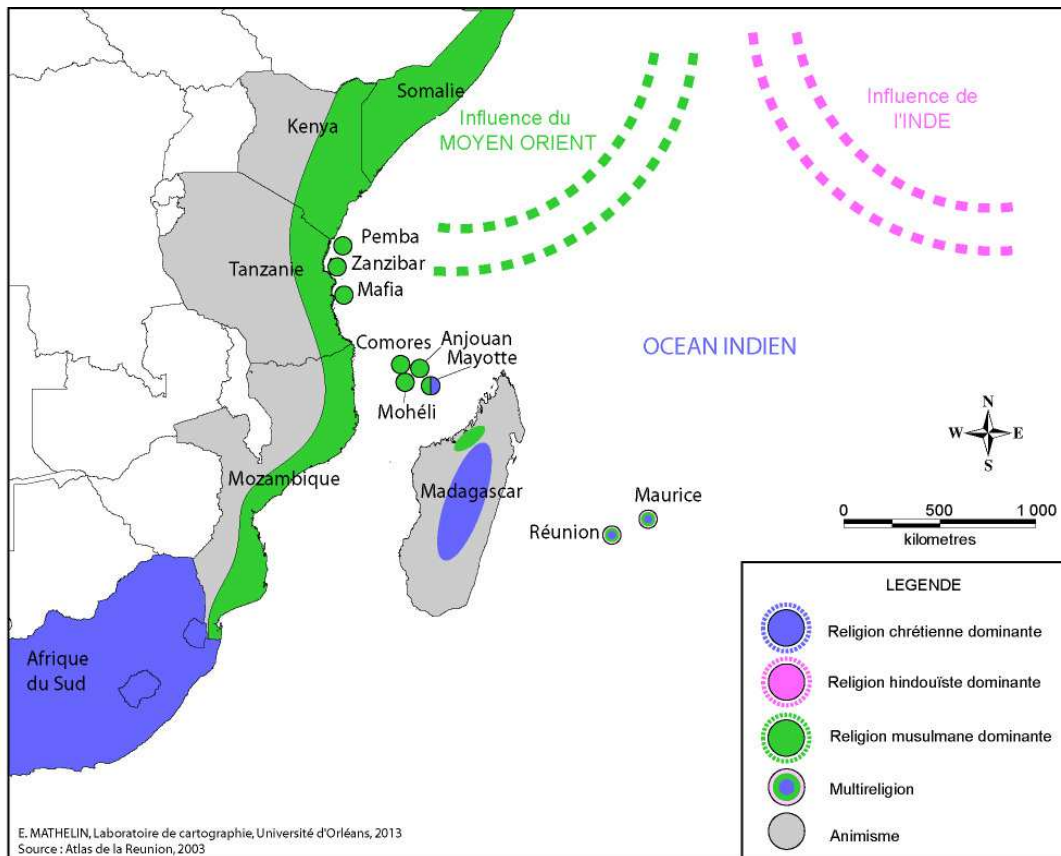 Somalie
Kenya
Influence du
MOYEN ORIENT
Influence de
l'INDE
Pemba
Zanzibar
Tanzanie
Mafia
Comores
Anjouan
Mayotte
Mohéli
OCEAN INDIEN
N
W
E
S
Mozambique
Madagascar
Maurice
Réunion
0
500
1 000
kilometres
Afrique
du Sud
LEGENDE
Religion chrétienne dominante
Religion hindouïste dominante
Religion musulmane dominante
Multireligion
Animisme
E. MATHELIN, Laboratoire de cartographie, Université d'Orléans, 2013
Source : Atlas de la Reunion, 2003